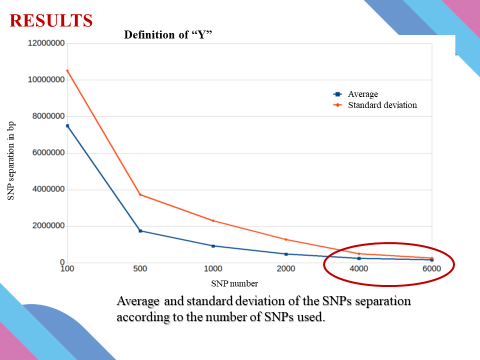 RESULTS
Definition of “Y”
12000000
10000000
8000000
6000000
4000000
2000000
0
SNP separation in bp
Average
Standard deviation
100 500 1000 2000 4000 6000
SNP number
Average and standard deviation of the SNPs separation
according to the number of SNPs used.